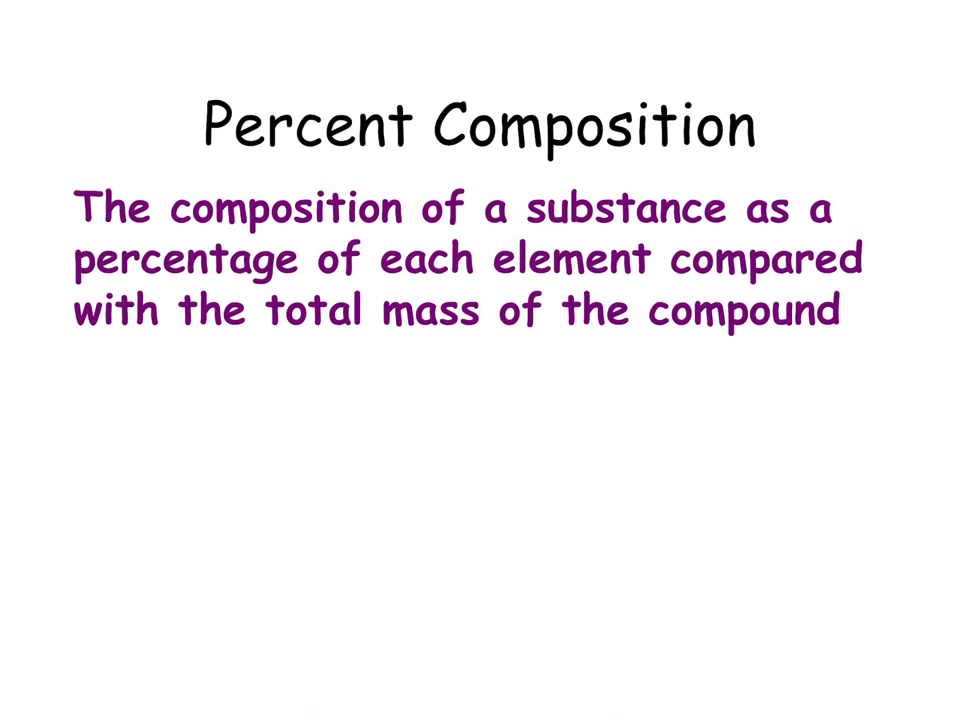 Percent Composition
The composition of a substance as a
percentage of each element compared
with the total mass of the compound